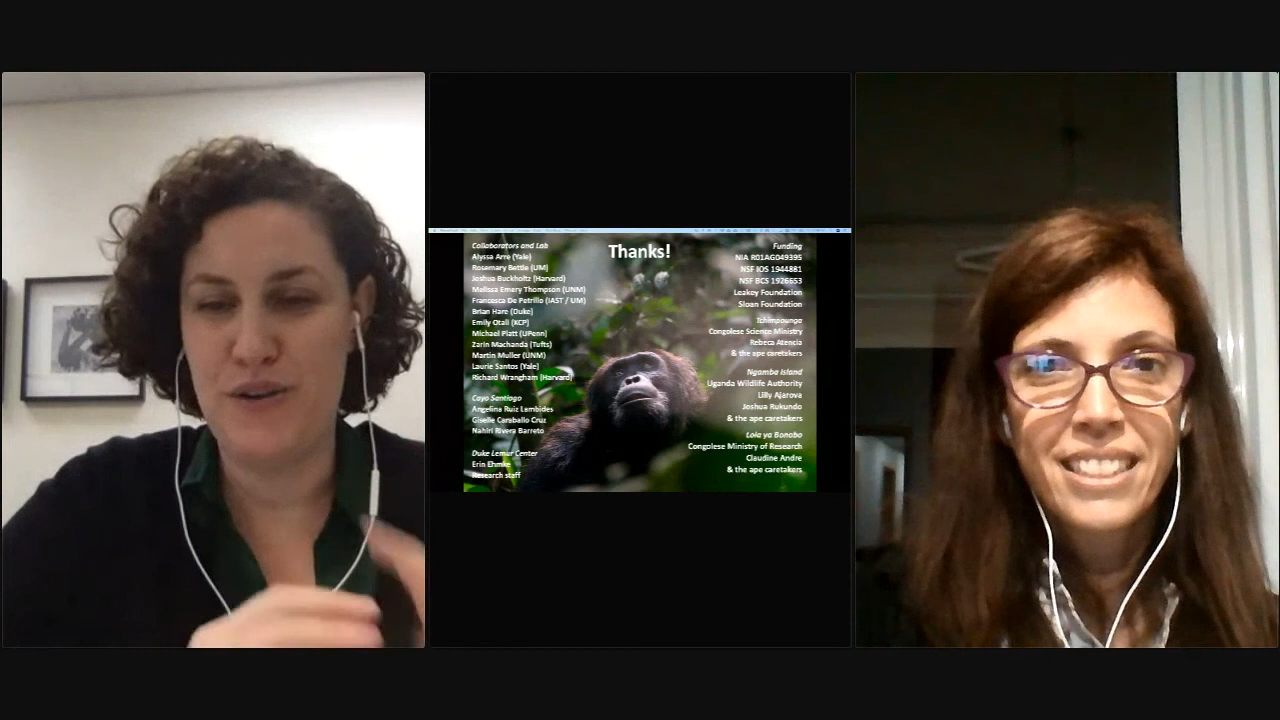 Thanks!
Collaborators and Lab
Alyssa Arre (Yale)
Rosemary Bettle (UM)
Joshua Buckholtz (Harvard)
Melissa Emery Thompson (UNM)
Francesca De Petrillo (IAST / UM)
Brian Hare (Duke)
Emily Otali (KCP)
Michael Platt (UPenn)
Zarin Machanda (Tufts)
Martin Muller (UNM)
Laurie Santos (Yale)
Richard Wrangham (Harvard)
Cayo Santiago
Angelina Ruiz Lambides
Giselle Caraballo Cruz
Nahiri Rivera Barreto
Duke Lemur Center
Erin Ehmke
Research staff
Funding
NIA R01AG049395
NSF IOS 1944881
NSF BCS 1926653
Leakey Foundation
Sloan Foundation
Tchimpounga
Congolese Science Ministry
Rebeca Atencia
& the ape caretakers
Ngamba Island
Uganda Wildlife Authority
Lilly Ajarova
Joshua Rukundo
& the ape caretakers
Lola ya Bonobo
Congolese Ministry of Research
Claudine Andre
& the ape caretakers